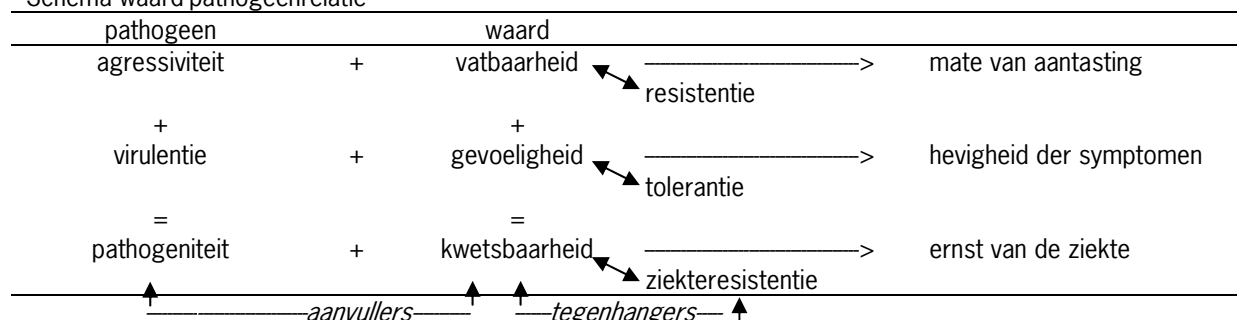 Schema waard pathogeenrelatie
pathogeen waard
agressiviteit + vatbaarheid -----> mate van aantasting
resistentie
+ +
virulentie + gevoeligheid -----> hevigheid der symptomen
tolerantie
= =
pathogeniteit + kwetsbaarheid -----> ernst van de ziekte
ziekteresistentie
-----aanvullers----- -----tegenhangers-----